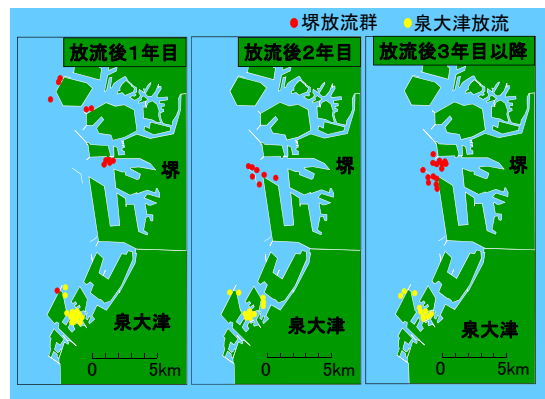 ●堺放流群 ●泉大津放流
放流後1年目
放流後2年目
放流後3年目以降
堺
堺
堺
泉大津
泉大津
泉大津
0 5km
0 5km
0 5km